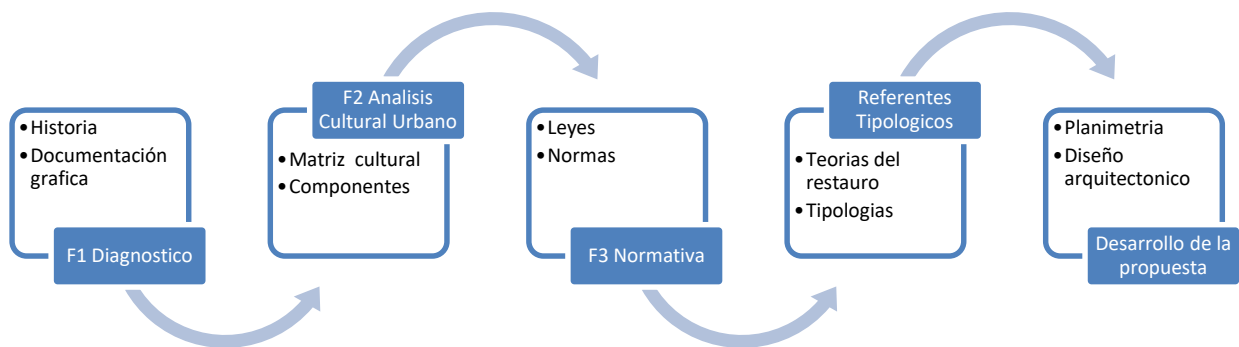 •Historia
•Documentación
grafica
F1 Diagnostico
F2 Analisis
Cultural Urbano
•Matriz cultural
•Componentes
•Leyes
•Normas
F3 Normativa
Referentes
Tipologicos
•Teorias del
restauro
•Tipologias
•Planimetria
•Diseño
arquitectonico
Desarrollo de la
propuesta